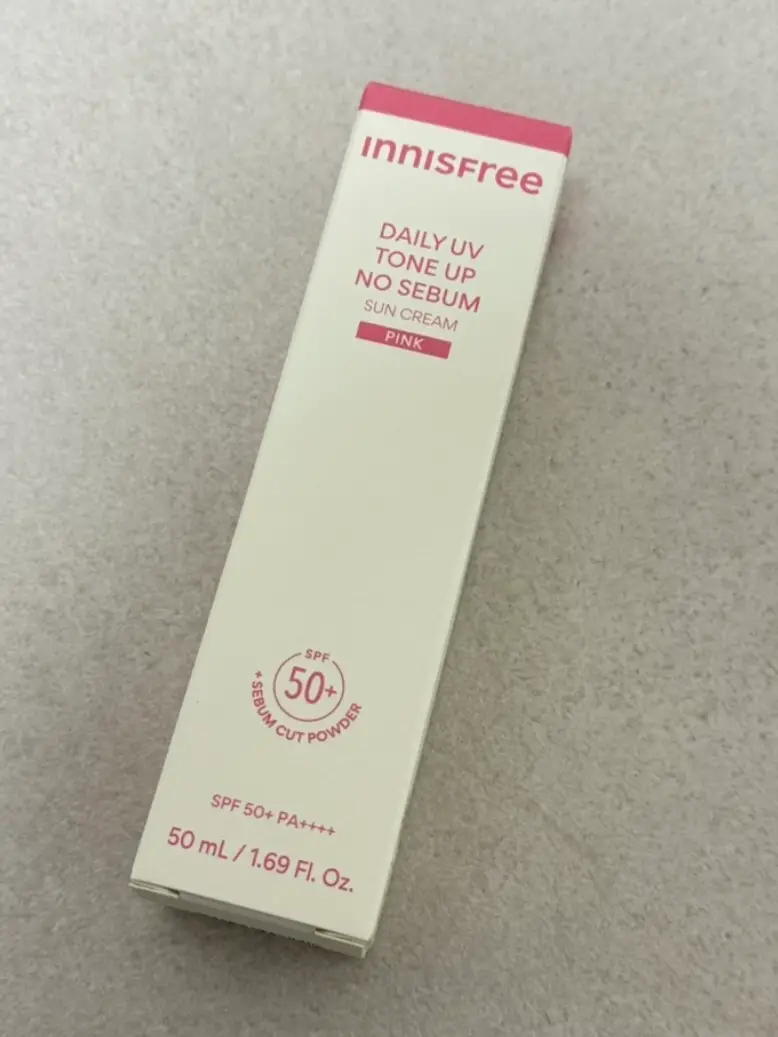 innisfree
DAILY UV
TONE UP
NO SEBUM
SUN CREAM
PINK
SPF
50+
+ SEBUM CUT POWDER
SPF 50+ PA++++
50 mL / 1.69 Fl. Oz.